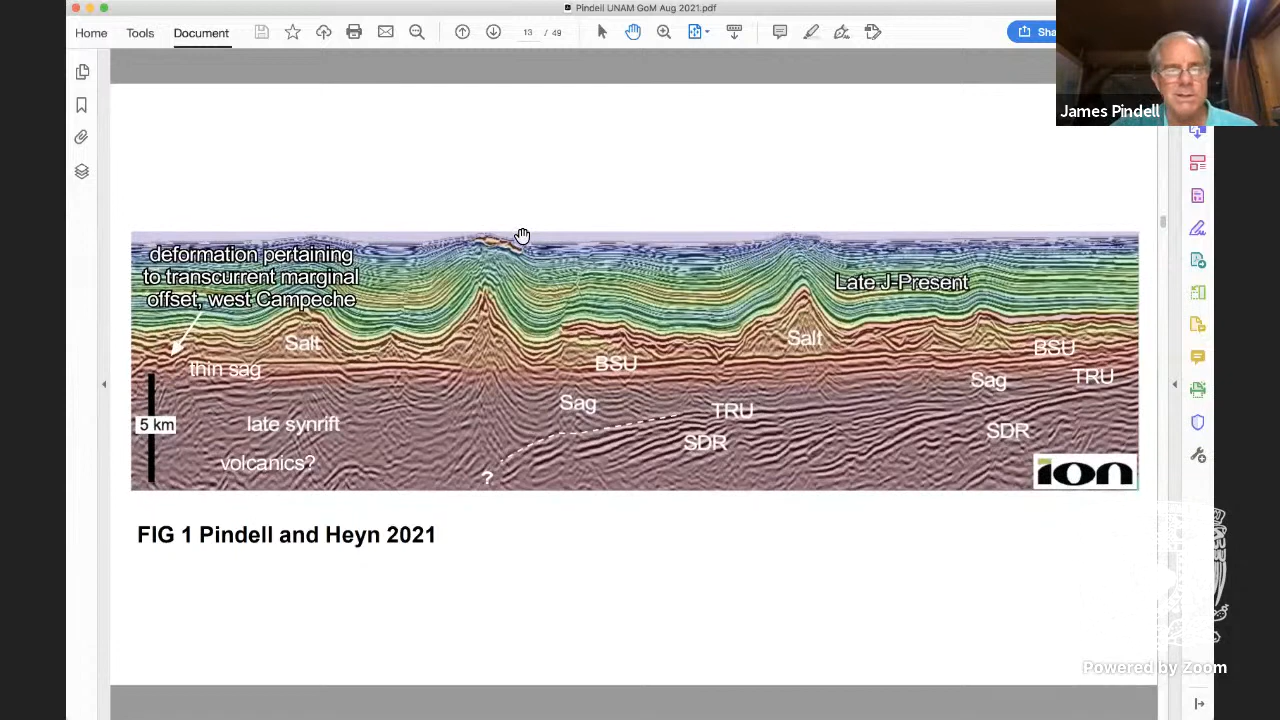 Pindell UNAM GoM Aug 2021.pdf
Home
Tools
Document
13 / 49
Sha
James Pindell
deformation pertaining
to transcurrent marginal
offset, west Campeche
Late J-Present
Salt
Salt
BSU
BSU
thin sag
Sag
Sag
TRU
TRU
5 km
late synrift
SDR
SDR
volcanics?
?
ion
FIG 1 Pindell and Heyn 2021
Powered by Zoom